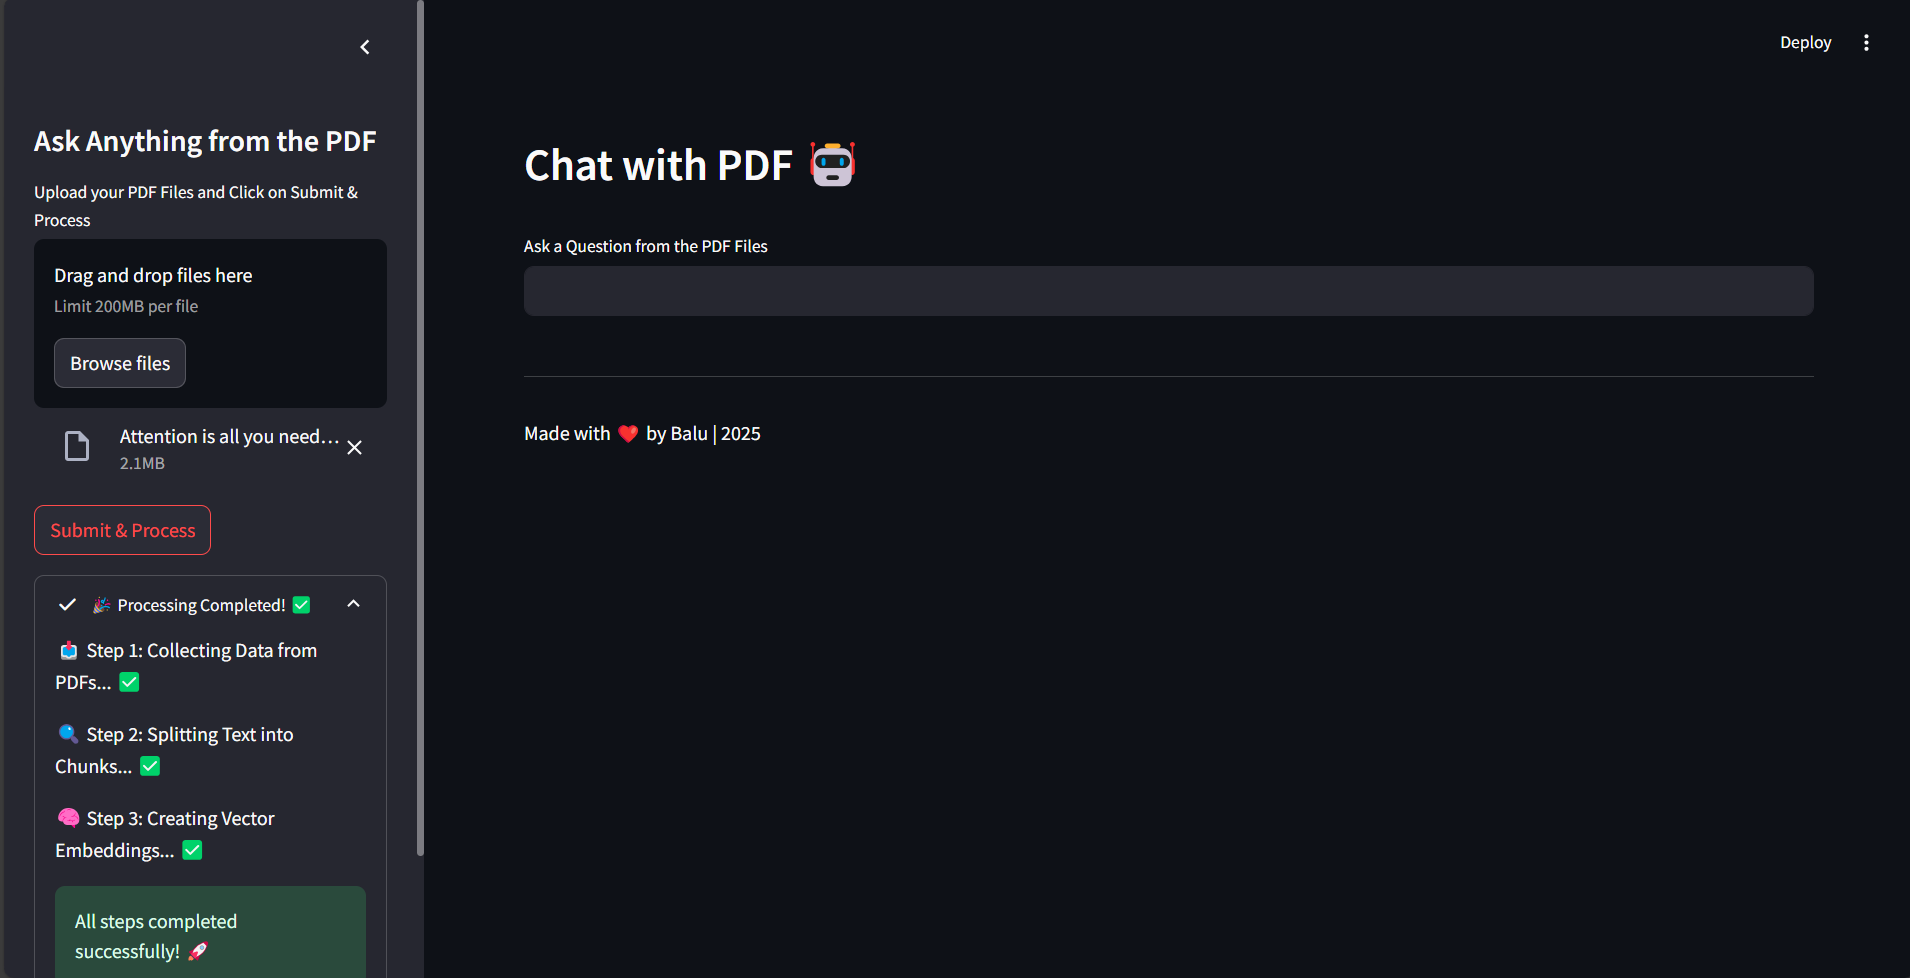 Ask Anything from the PDF
Upload your PDF Files and Click on Submit &
Process
Drag and drop files here
Limit 200MB per file
Browse files
Attention is all you need...
2.1MB
Submit & Process
🎉 Processing Completed! ✅
📥 Step 1: Collecting Data from
PDFs... ✅
🔍 Step 2: Splitting Text into
Chunks... ✅
🧠 Step 3: Creating Vector
Embeddings... ✅
All steps completed
successfully! 🚀
Deploy
Chat with PDF 🤖
Ask a Question from the PDF Files
Made with ❤️ by Balu | 2025